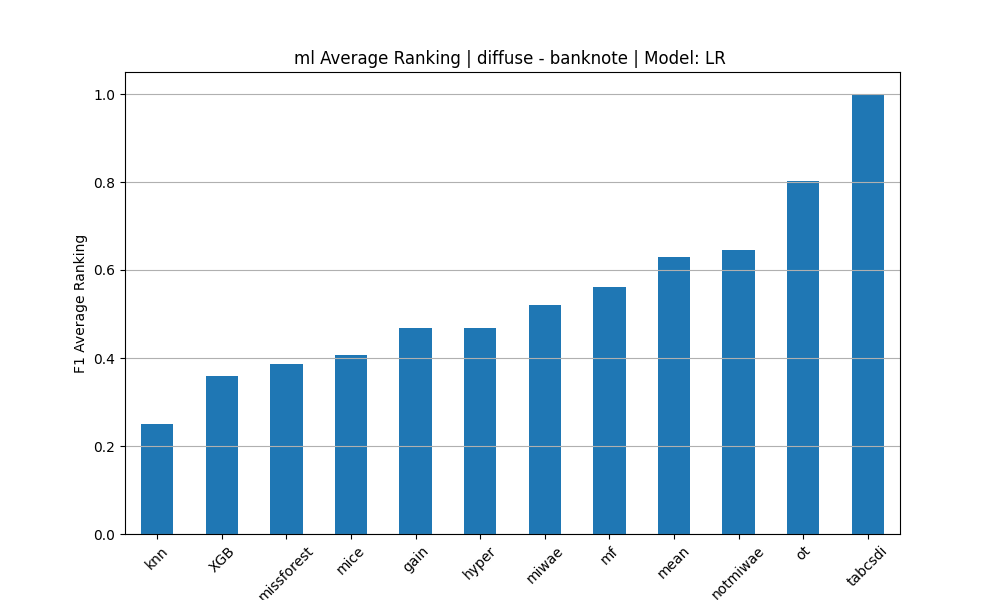 ml Average Ranking | diffuse - banknote | Model: LR
F1 Average Ranking
1.0
0.8
0.6
0.4
0.2
0.0
knn
XGB
missforest
mice
gain
hyper
miwae
mf
mean
notmiwae
ot
tabcsdi